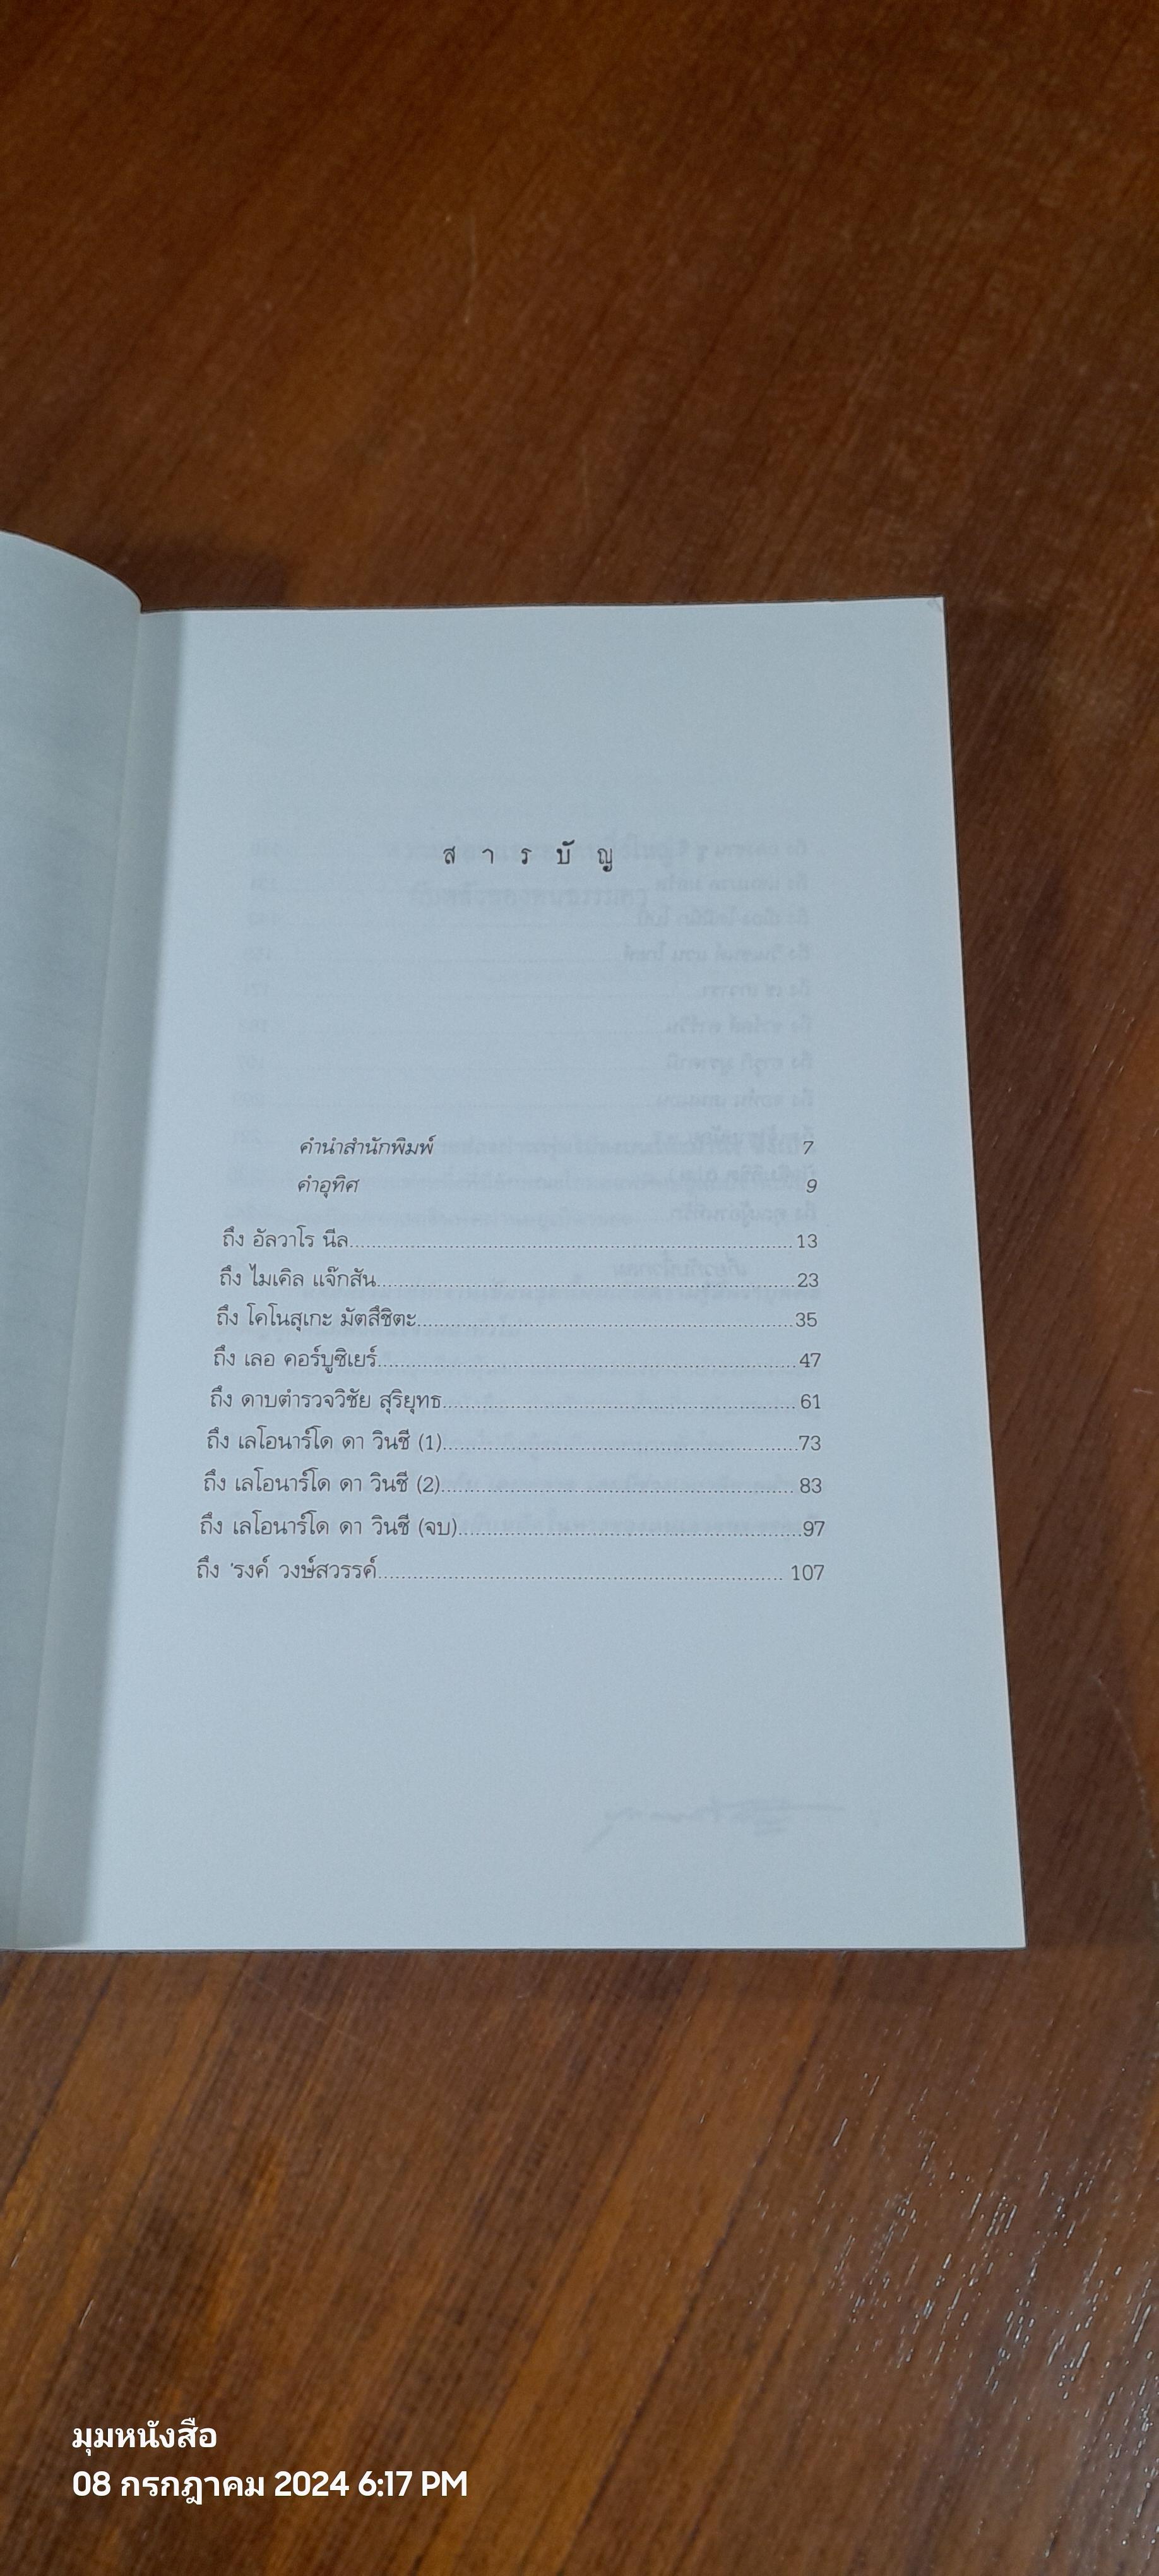 ส า ร บั ญ
คำนำสำนักพิมพ์ 7
คำอุทิศ 9
ถึง อัลวาโร นีล 13
ถึง ไมเคิล แจ๊กสัน 23
ถึง โคโนสุเกะ มัตสึชิตะ 35
ถึง เลอ คอร์บูซิเยร์ 47
ถึง ดาบตำรวจวิชัย สุริยุทธ 61
ถึง เลโอนาร์โด ดา วินชี (1) 73
ถึง เลโอนาร์โด ดา วินชี (2) 83
ถึง เลโอนาร์โด ดา วินชี (จบ) 97
ถึง ’รงค์ วงษ์สวรรค์ 107
มุมหนังสือ
08 กรกฎาคม 2024 6:17 PM